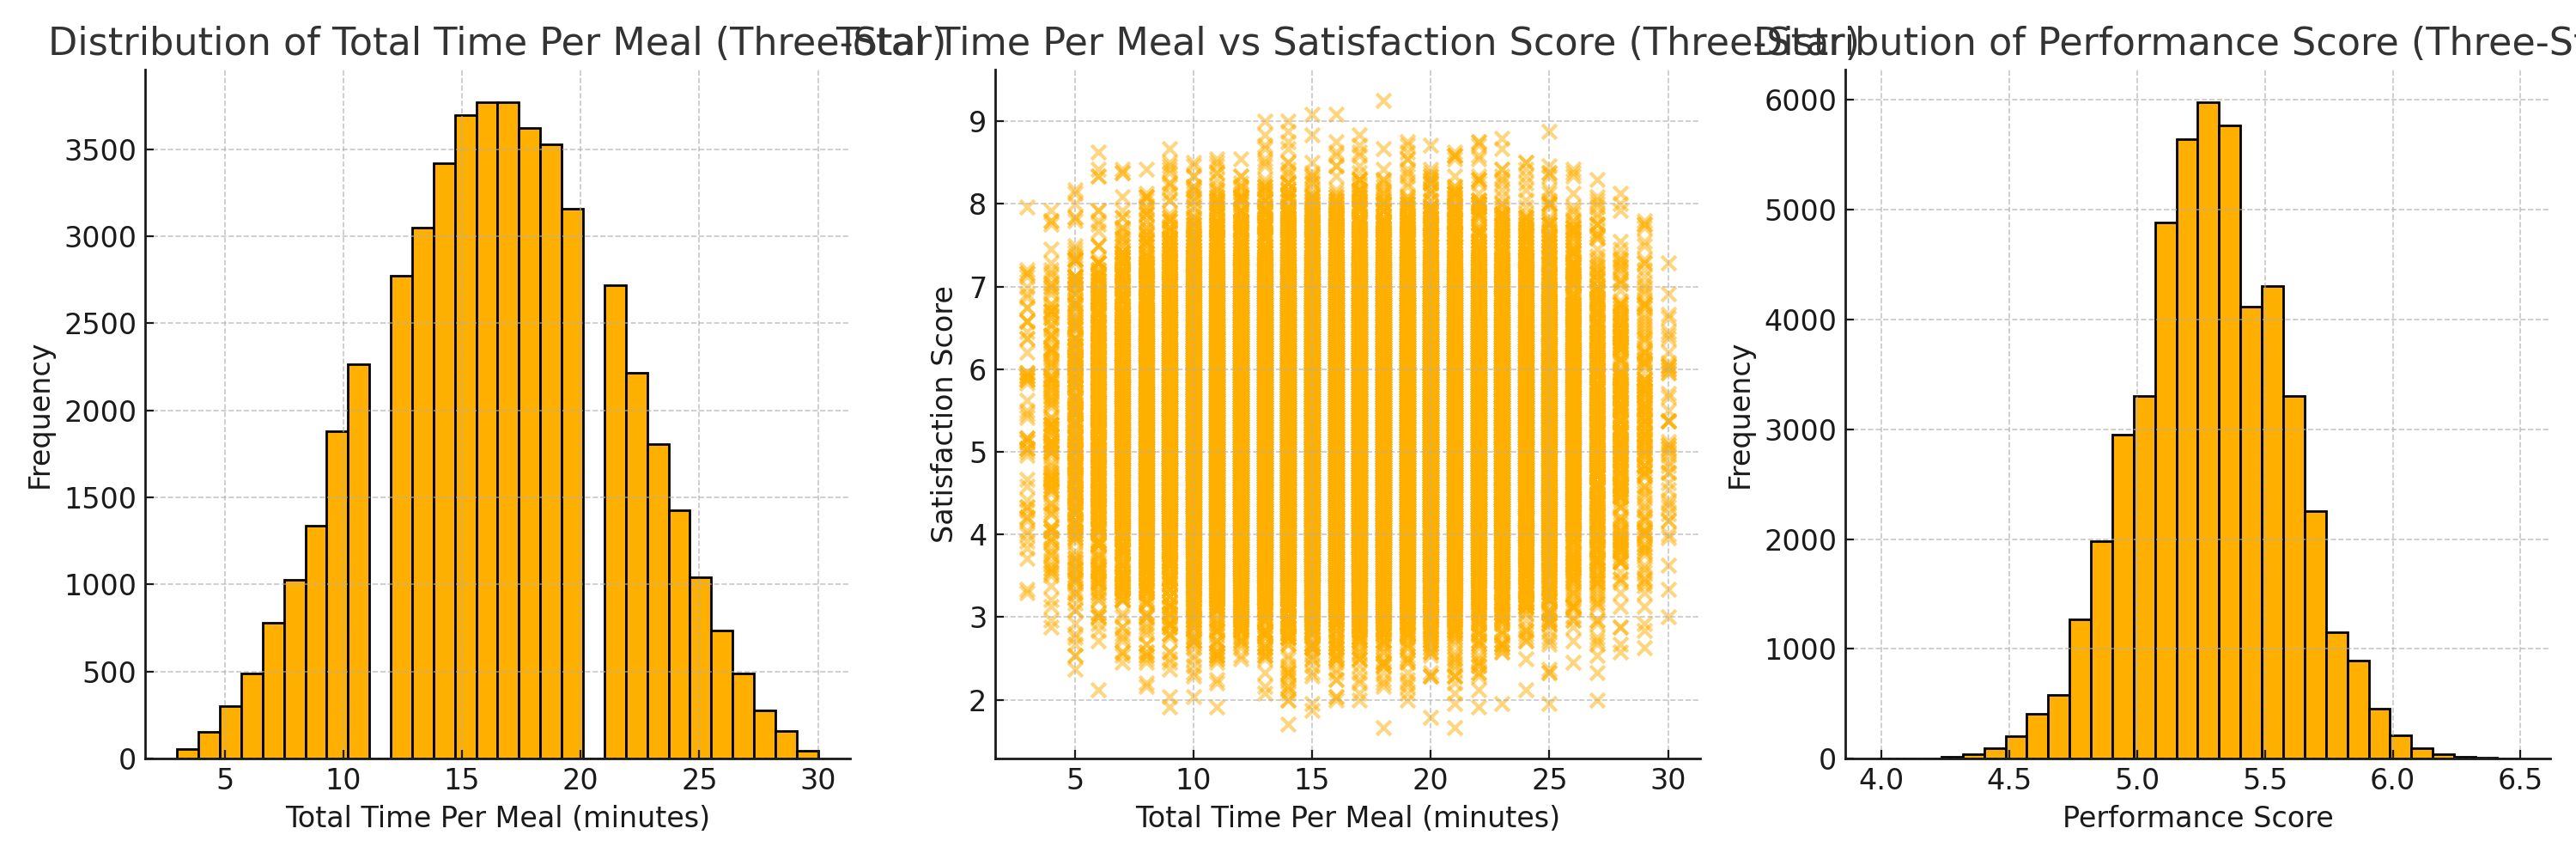 Distribution of Total Time Per Meal (Three-Star)
3500
3000
2500
2000
1500
1000
500
0
Frequency
5 10 15 20 25 30
Total Time Per Meal (minutes)
Total Time Per Meal vs Satisfaction Score (Three-Star)
9
8
7
6
5
4
3
2
Satisfaction Score
5 10 15 20 25 30
Total Time Per Meal (minutes)
Distribution of Performance Score (Three-S
6000
5000
4000
3000
2000
1000
0
Frequency
4.0 4.5 5.0 5.5 6.0 6.5
Performance Score